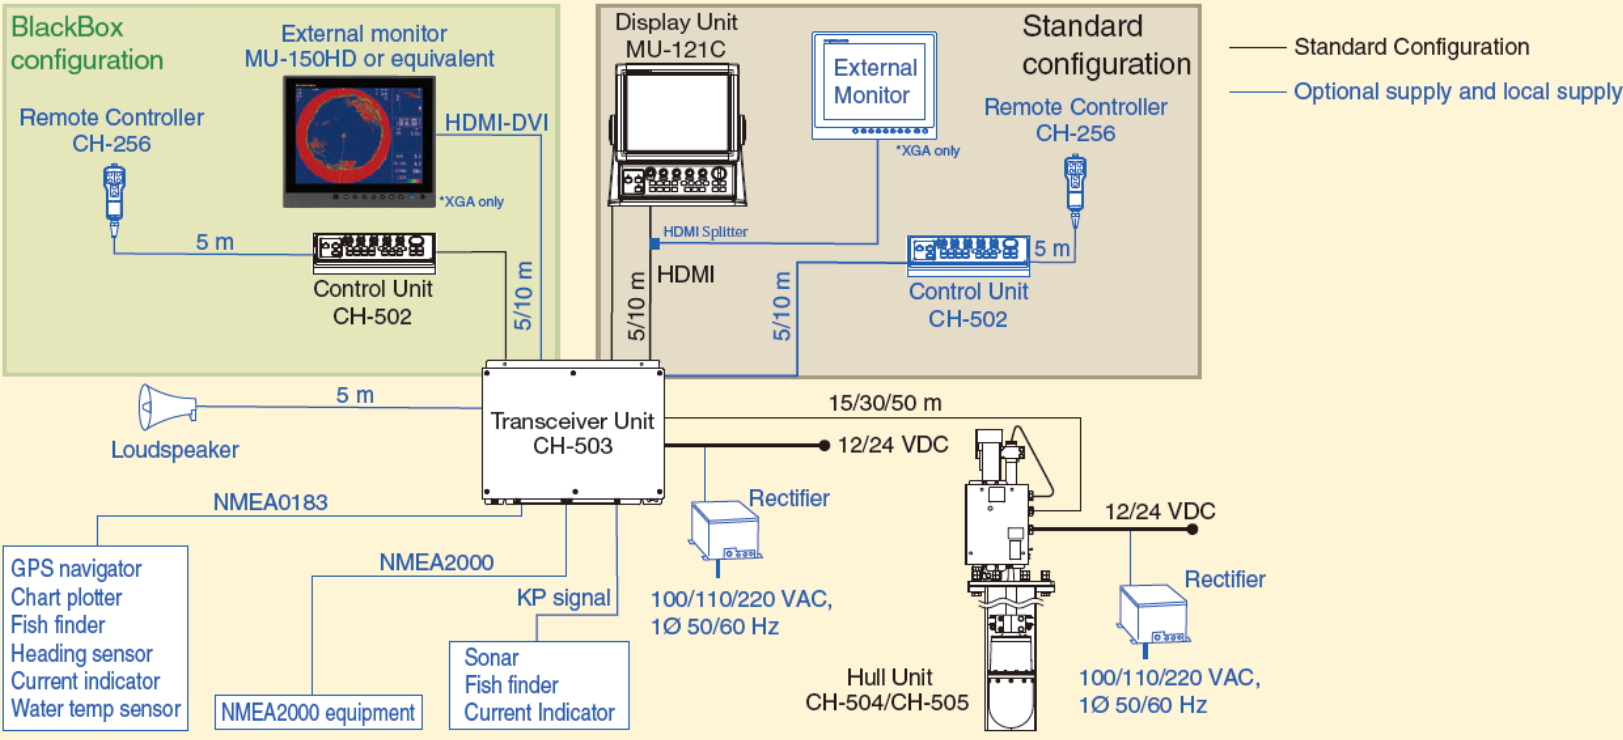 BlackBox
configuration
External monitor
MU-150HD or equivalent
Remote Controller
CH-256
HDMI-DVI
*XGA only
5 m
Control Unit
CH-502
5/10 m
Display Unit
MU-121C
External
Monitor
*XGA only
Standard
configuration
Remote Controller
CH-256
HDMI Splitter
HDMI
5/10 m
5/10 m
5 m
Control Unit
CH-502
Standard Configuration
Optional supply and local supply
5 m
Loudspeaker
Transceiver Unit
CH-503
15/30/50 m
12/24 VDC
Rectifier
100/110/220 VAC,
1Ø 50/60 Hz
NMEA0183
GPS navigator
Chart plotter
Fish finder
Heading sensor
Current indicator
Water temp sensor
NMEA2000
NMEA2000 equipment
KP signal
Sonar
Fish finder
Current Indicator
Hull Unit
CH-504/CH-505
12/24 VDC
Rectifier
100/110/220 VAC,
1Ø 50/60 Hz